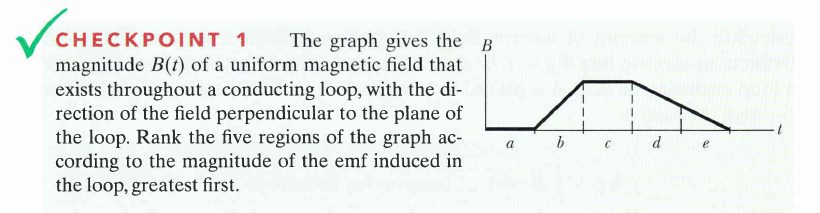 CHECKPOINT 1 The graph gives the
magnitude B(t) of a uniform magnetic field that
exists throughout a conducting loop, with the di-
rection of the field perpendicular to the plane of
the loop. Rank the five regions of the graph ac-
cording to the magnitude of the emf induced in
the loop, greatest first.
B
t
a b c d e